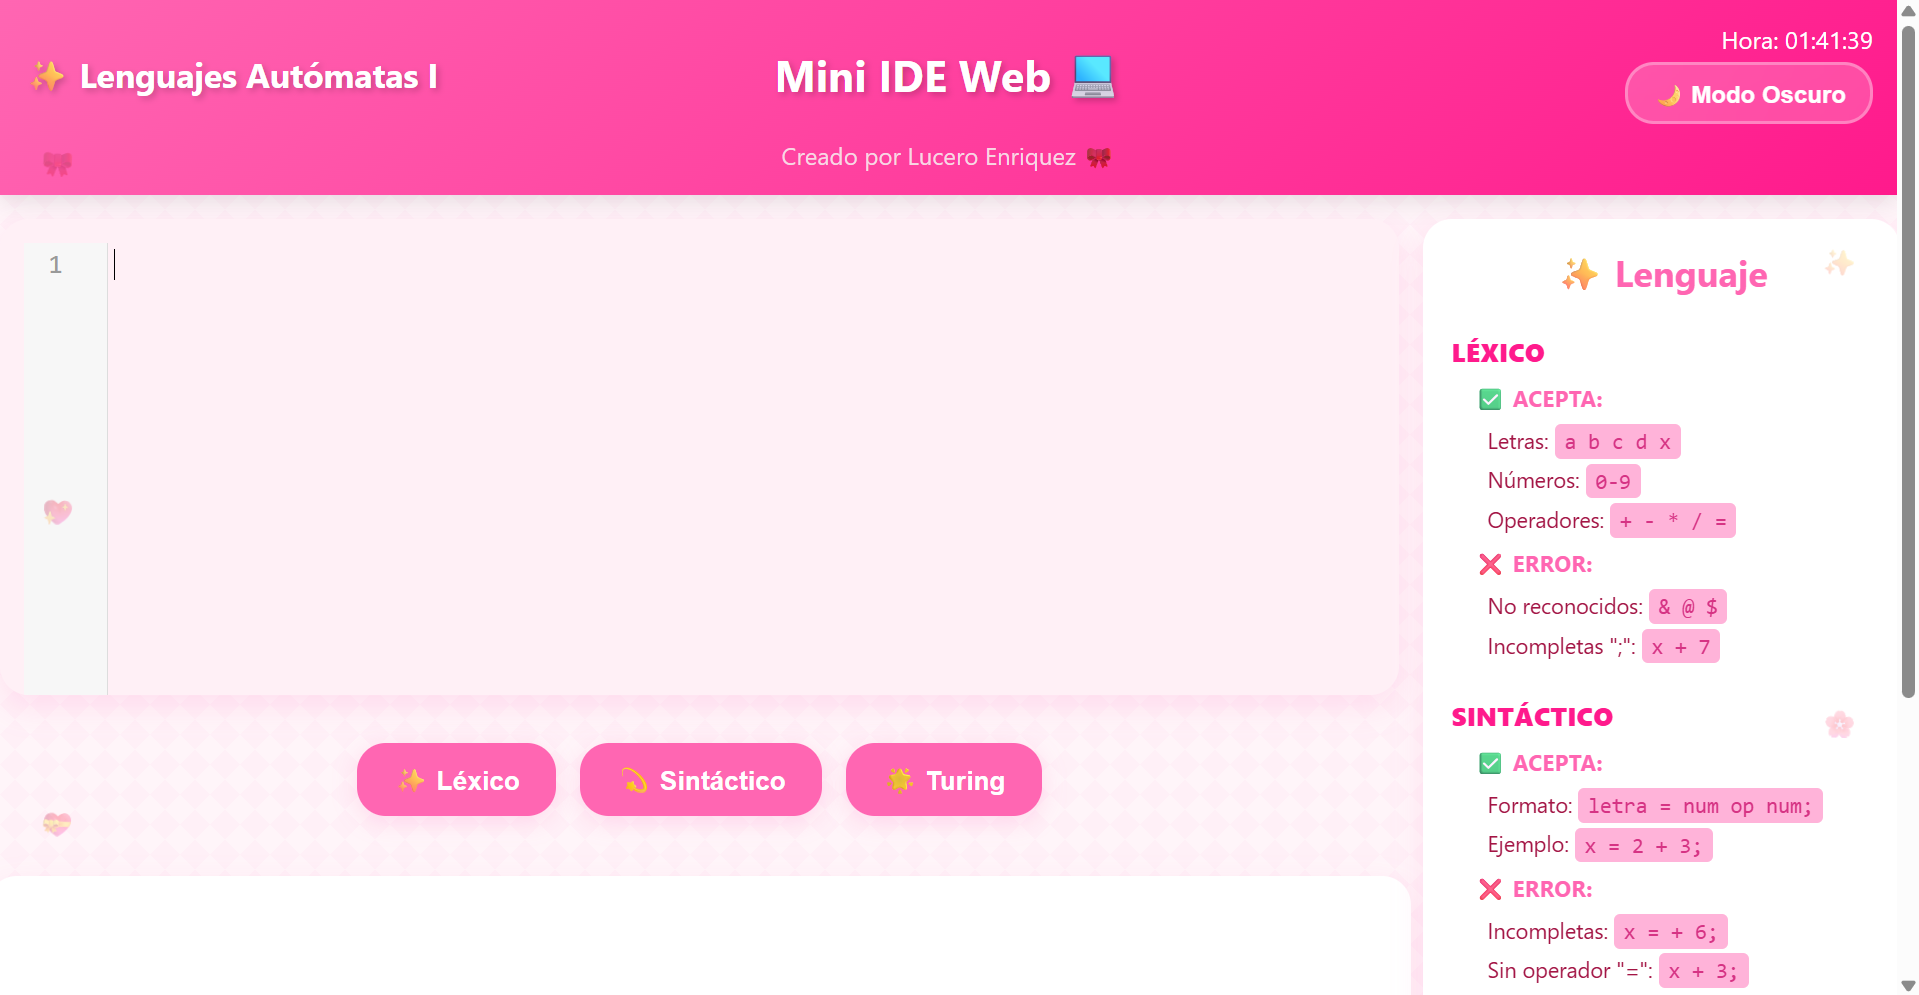 ✨ Lenguajes Autómatas I
Mini IDE Web 💻
Creado por Lucero Enriquez 🎀
Hora: 01:41:39
🌙 Modo Oscuro
1
✨ Léxico
💫 Sintáctico
🌟 Turing
✨ Lenguaje
LÉXICO
✅ ACEPTA:
Letras: a b c d x
Números: 0-9
Operadores: + - * / =
❌ ERROR:
No reconocidos: & @ $
Incompletas ";": x + 7
SINTÁCTICO
✅ ACEPTA:
Formato: letra = num op num;
Ejemplo: x = 2 + 3;
❌ ERROR:
Incompletas: x = + 6;
Sin operador "=": x + 3;